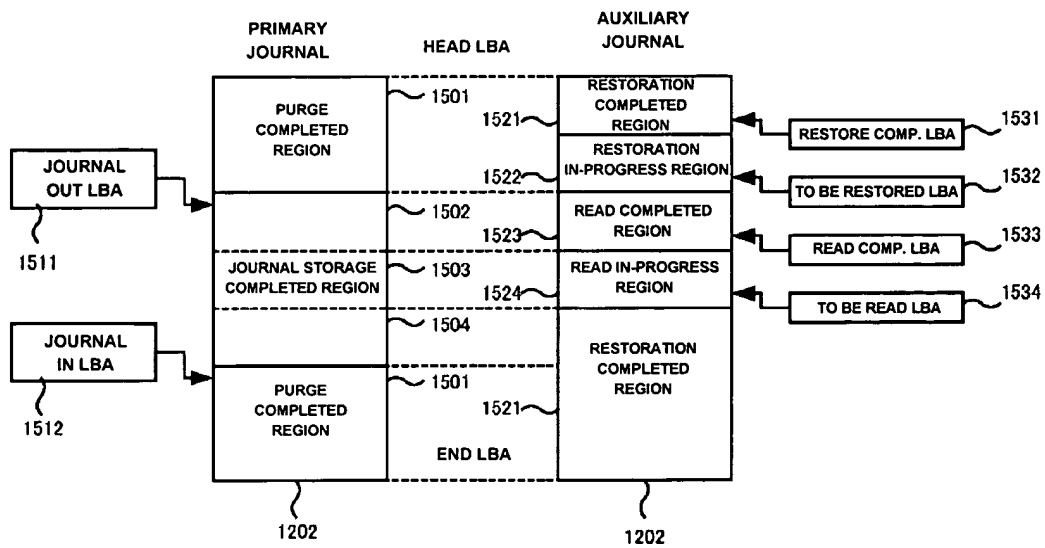 PRIMARY
JOURNAL
HEAD LBA
AUXILIARY
JOURNAL
PURGE
COMPLETED
REGION
1501
1521
RESTORATION
COMPLETED
REGION
RESTORE COMP. LBA
1531
JOURNAL
OUT LBA
1511
1522
RESTORATION
IN-PROGRESS REGION
TO BE RESTORED LBA
1532
1502
1523
READ COMPLETED
REGION
READ COMP. LBA
1533
JOURNAL STORAGE
COMPLETED REGION
1503
1524
READ IN-PROGRESS
REGION
TO BE READ LBA
1534
JOURNAL
IN LBA
1512
1504
RESTORATION
COMPLETED
REGION
PURGE
COMPLETED
REGION
1501
1521
END LBA
1202
1202